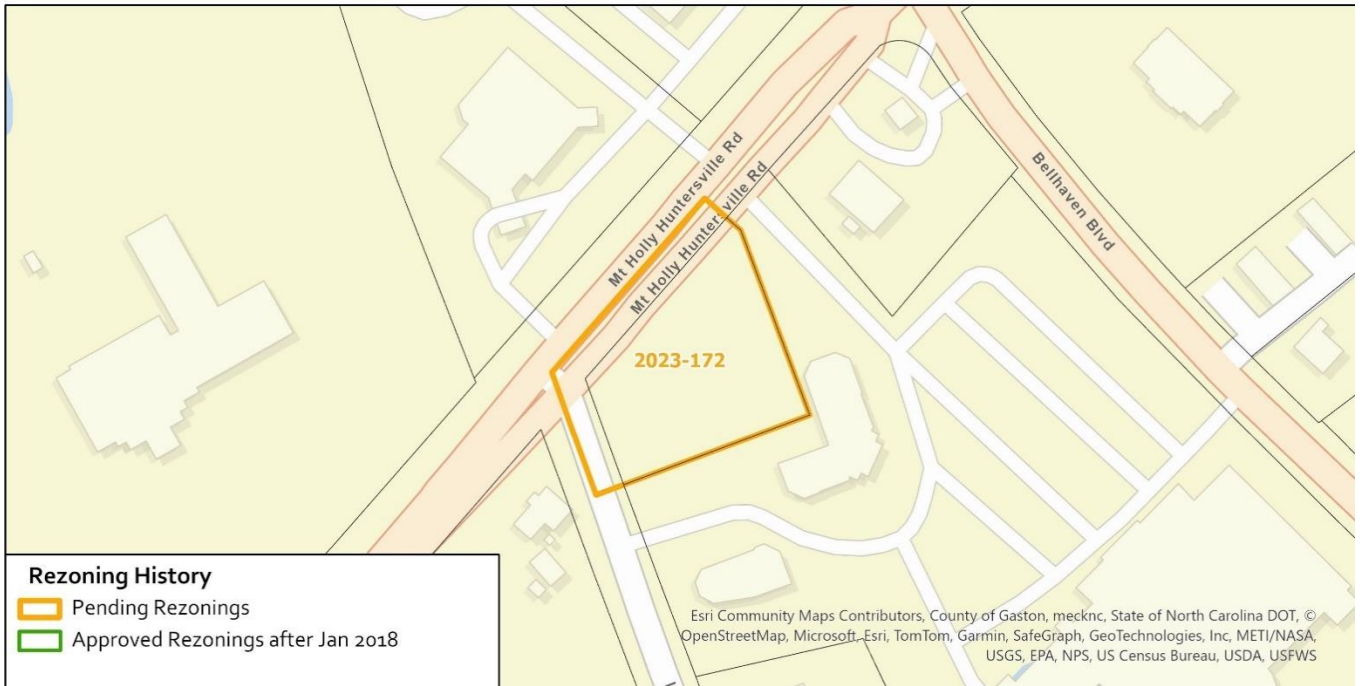 Mt Holly Huntersville Rd
Mt Holly Huntersville Rd
Bellhaven Blvd
2023-172
Rezoning History
Pending Rezonings
Approved Rezonings after Jan 2018
Esri Community Maps Contributors, County of Gaston, mecknc, State of North Carolina DOT, ©
OpenStreetMap, Microsoft, Esri, TomTom, Garmin, SafeGraph, GeoTechnologies, Inc, METI/NASA,
USGS, EPA, NPS, US Census Bureau, USDA, USFWS